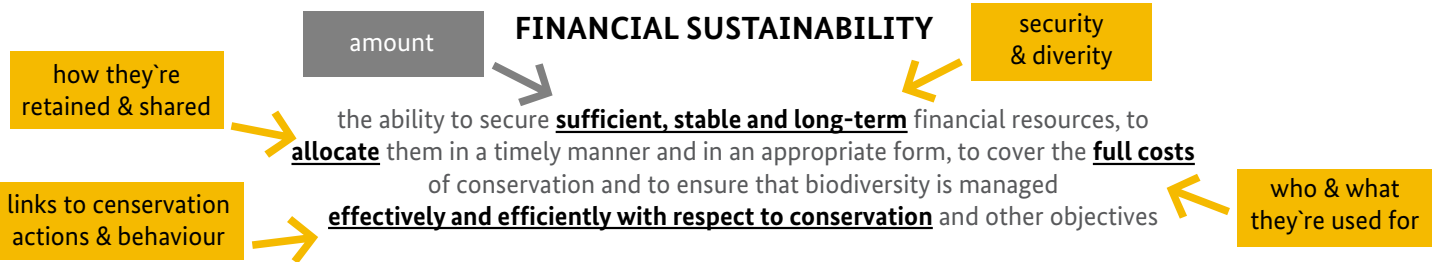 FINANCIAL SUSTAINABILITY
amount
security
& diverity
how they`re
retained & shared
the ability to secure sufficient, stable and long-term financial resources, to
allocate them in a timely manner and in an appropriate form, to cover the full costs
of conservation and to ensure that biodiversity is managed
effectively and efficiently with respect to conservation and other objectives
links to censervation
actions & behaviour
who & what
they`re used for